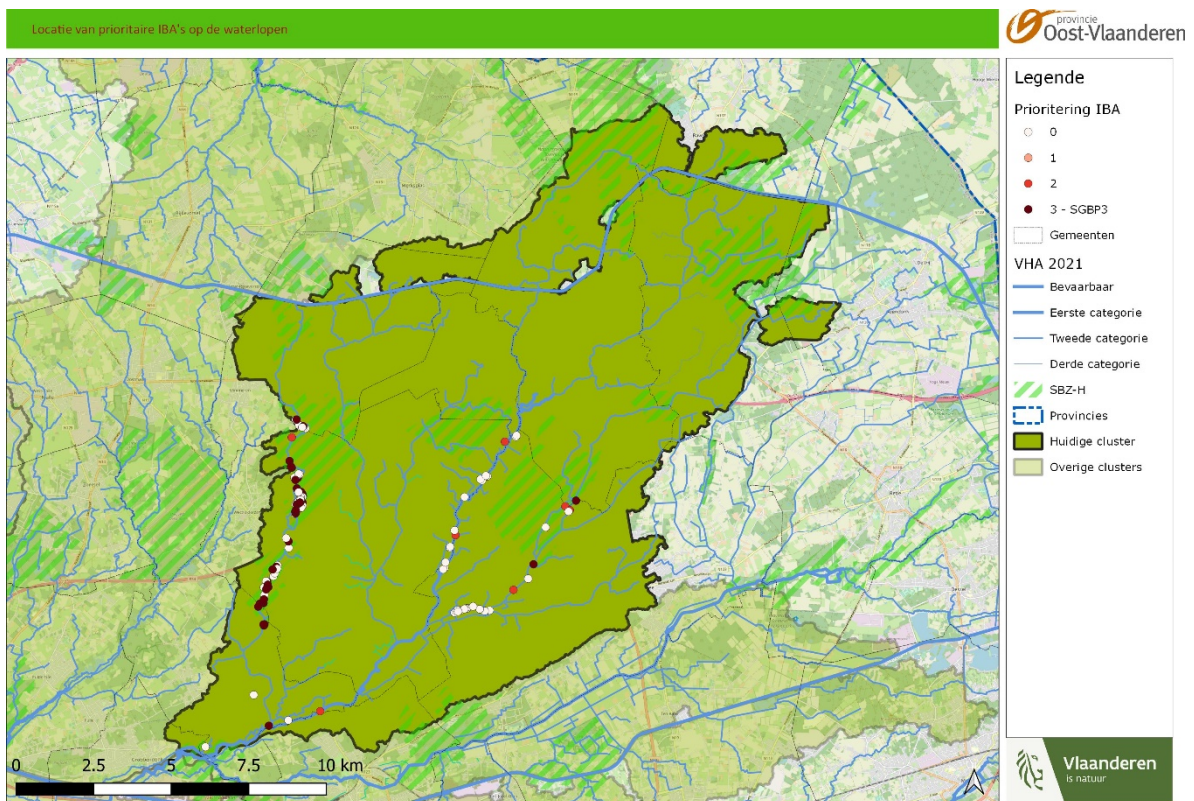 Locatie van prioritaire IBA's op de waterlopen
provincie
Oost-Vlaanderen
Legende
Prioritering IBA
0
1
2
3 - SGBP3
Gemeenten
VHA 2021
Bevaarbaar
Eerste categorie
Tweede categorie
Derde categorie
SBZ-H
Provincies
Huidige cluster
Overige clusters
0 2.5 5 7.5 10 km
Vlaanderen
is natuur